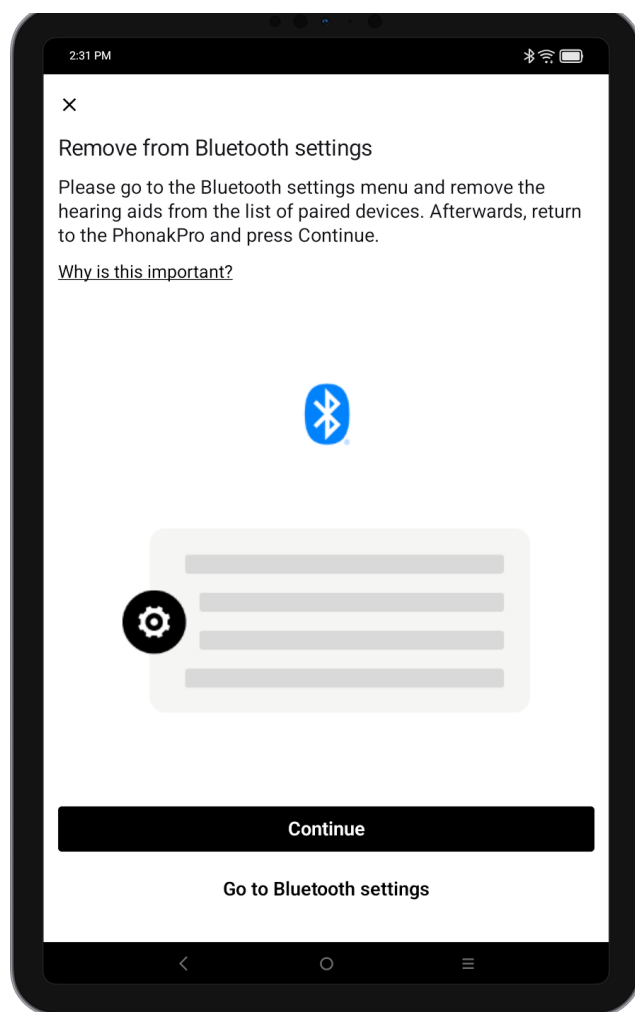 2:31 PM
Remove from Bluetooth settings
Please go to the Bluetooth settings menu and remove the
hearing aids from the list of paired devices. Afterwards, return
to the PhonakPro and press Continue.
Why is this important?
Continue
Go to Bluetooth settings